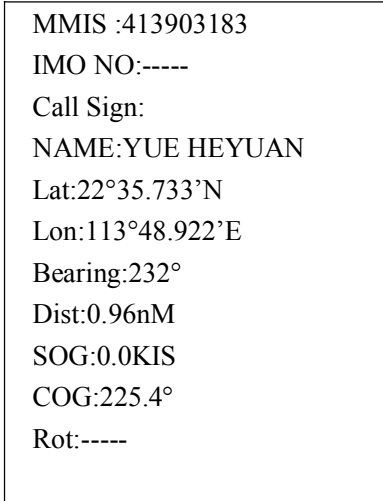 MMIS :413903183
IMO NO:-----
Call Sign:
NAME:YUE HEYUAN
Lat:22°35.733’N
Lon:113°48.922’E
Bearing:232°
Dist:0.96nM
SOG:0.0KIS
COG:225.4°
Rot:-----